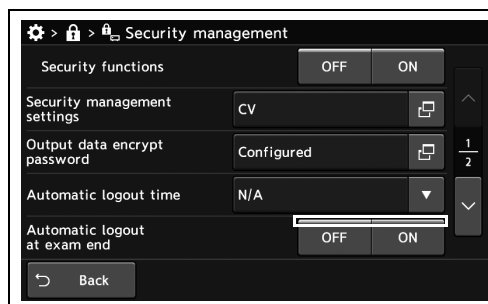 > > Security management
Security functions OFF ON
Security management
settings
CV
Output data encrypt
password
Configured
1
2
Automatic logout time N/A
Automatic logout
at exam end
OFF ON
Back